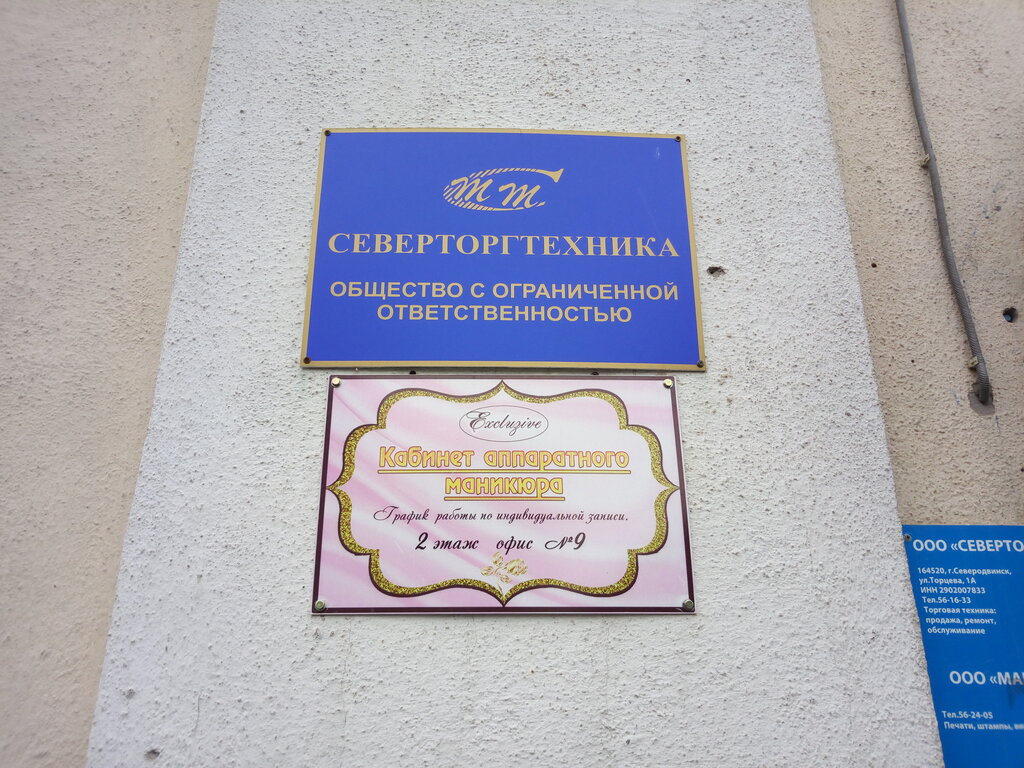 тт
СЕВЕРТОРГТЕХНИКА
ОБЩЕСТВО С ОГРАНИЧЕННОЙ
ОТВЕТСТВЕННОСТЬЮ
Excluzive
Кабинет аппаратного
маникюра
График работы по индивидуальной записи.
2 этаж офис №9
ООО «СЕВЕРТО
164520, г.Северодвинск,
ул.Торцева, 1А
ИНН 2902007833
Тел.56-16-33
Торговая техника:
продажа, ремонт,
обслуживание
ООО «МА
Тел.56-24-05
Печати, штампы,